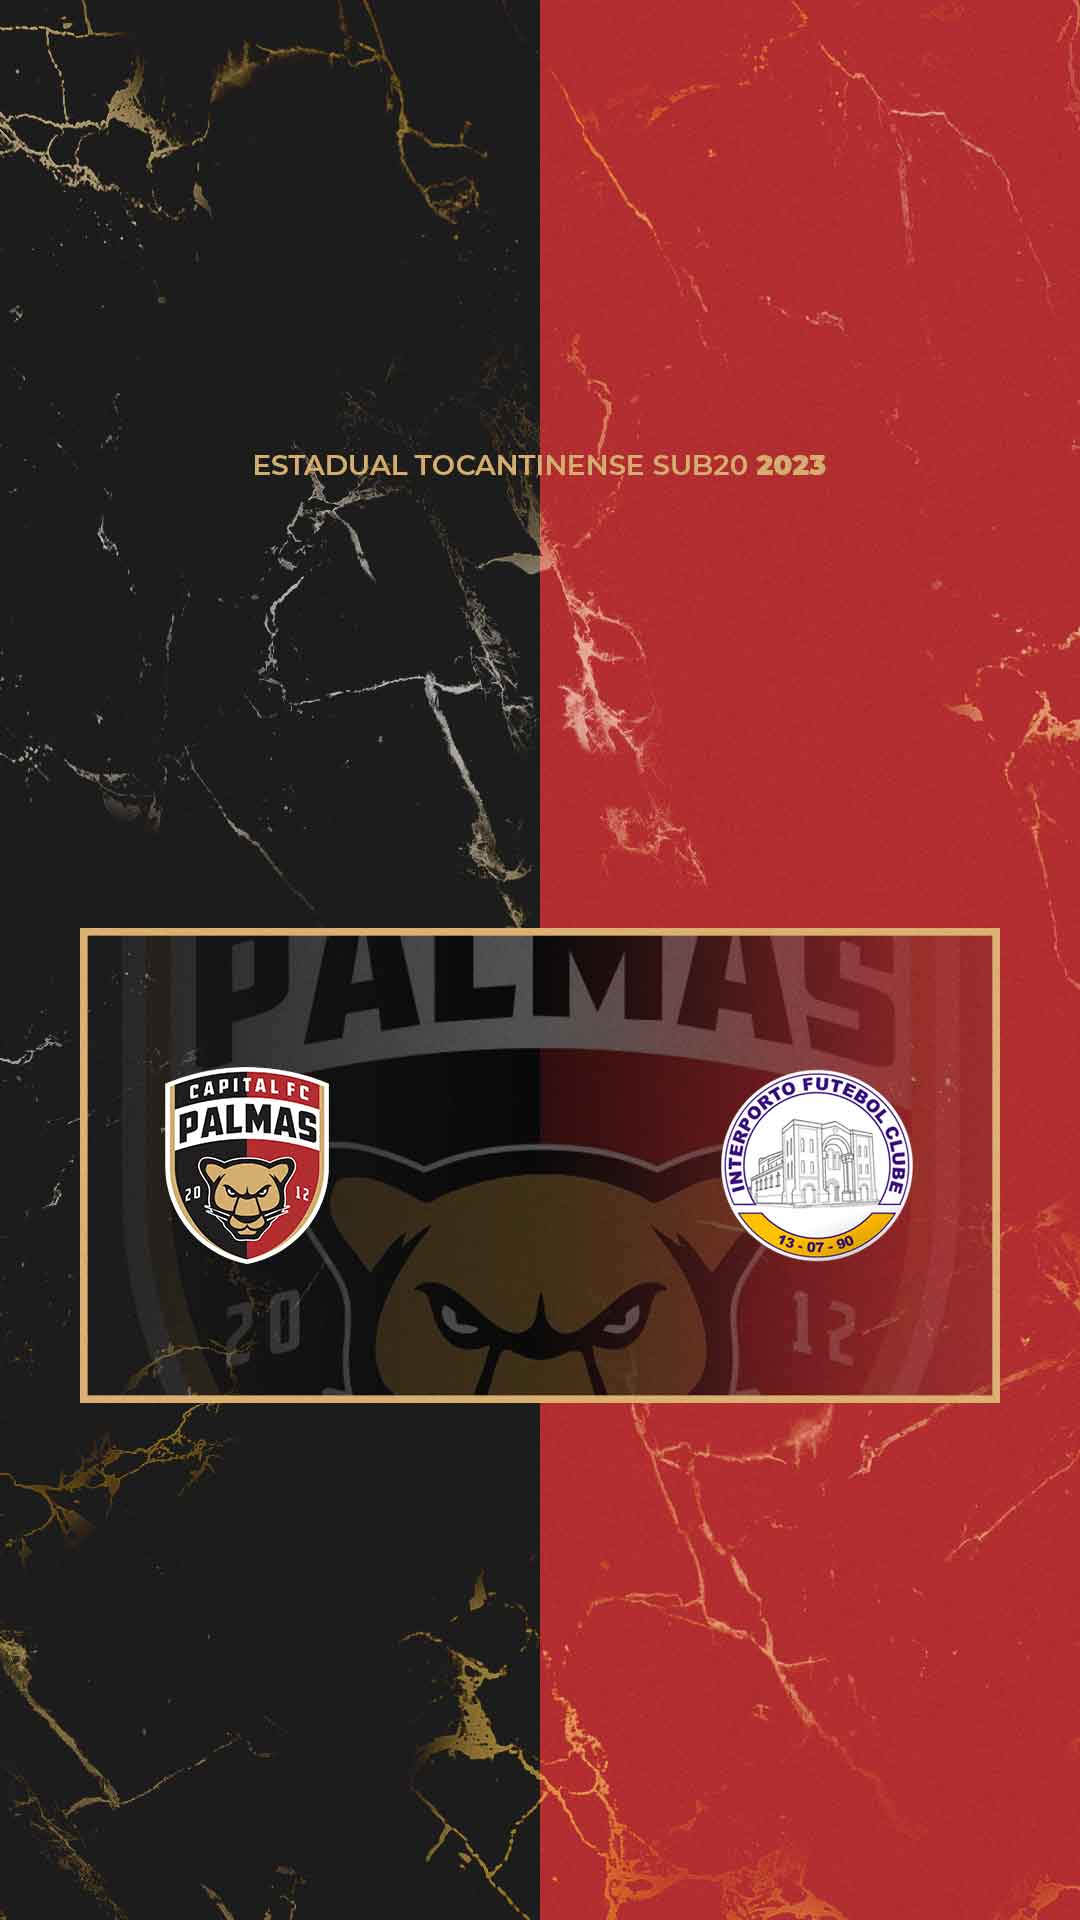 ESTADUAL TOCANTINENSE SUB20 2023
PALMAS
CAPITAL FC
PALMAS
20 12
INTERPORTO FUTEBOL CLUBE
13 - 07 - 90
20 12